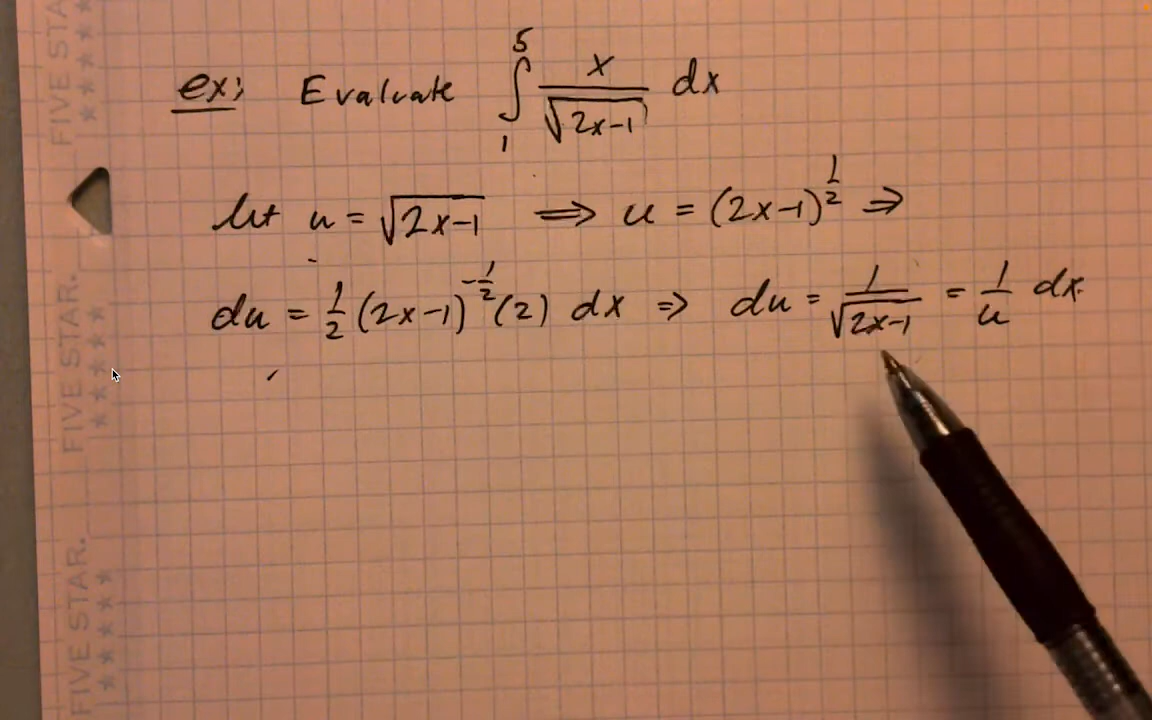 ex: Evaluate ∫₁⁵ x/√(2x-1) dx
let u = √(2x-1) ⟹ u = (2x-1)^(1/2) ⇒
du = 1/2 (2x-1)^(-1/2) (2) dx ⇒ du = 1/√(2x-1) = 1/u dx
FIVE STAR.
FIVE STAR.
FIVE STAR.